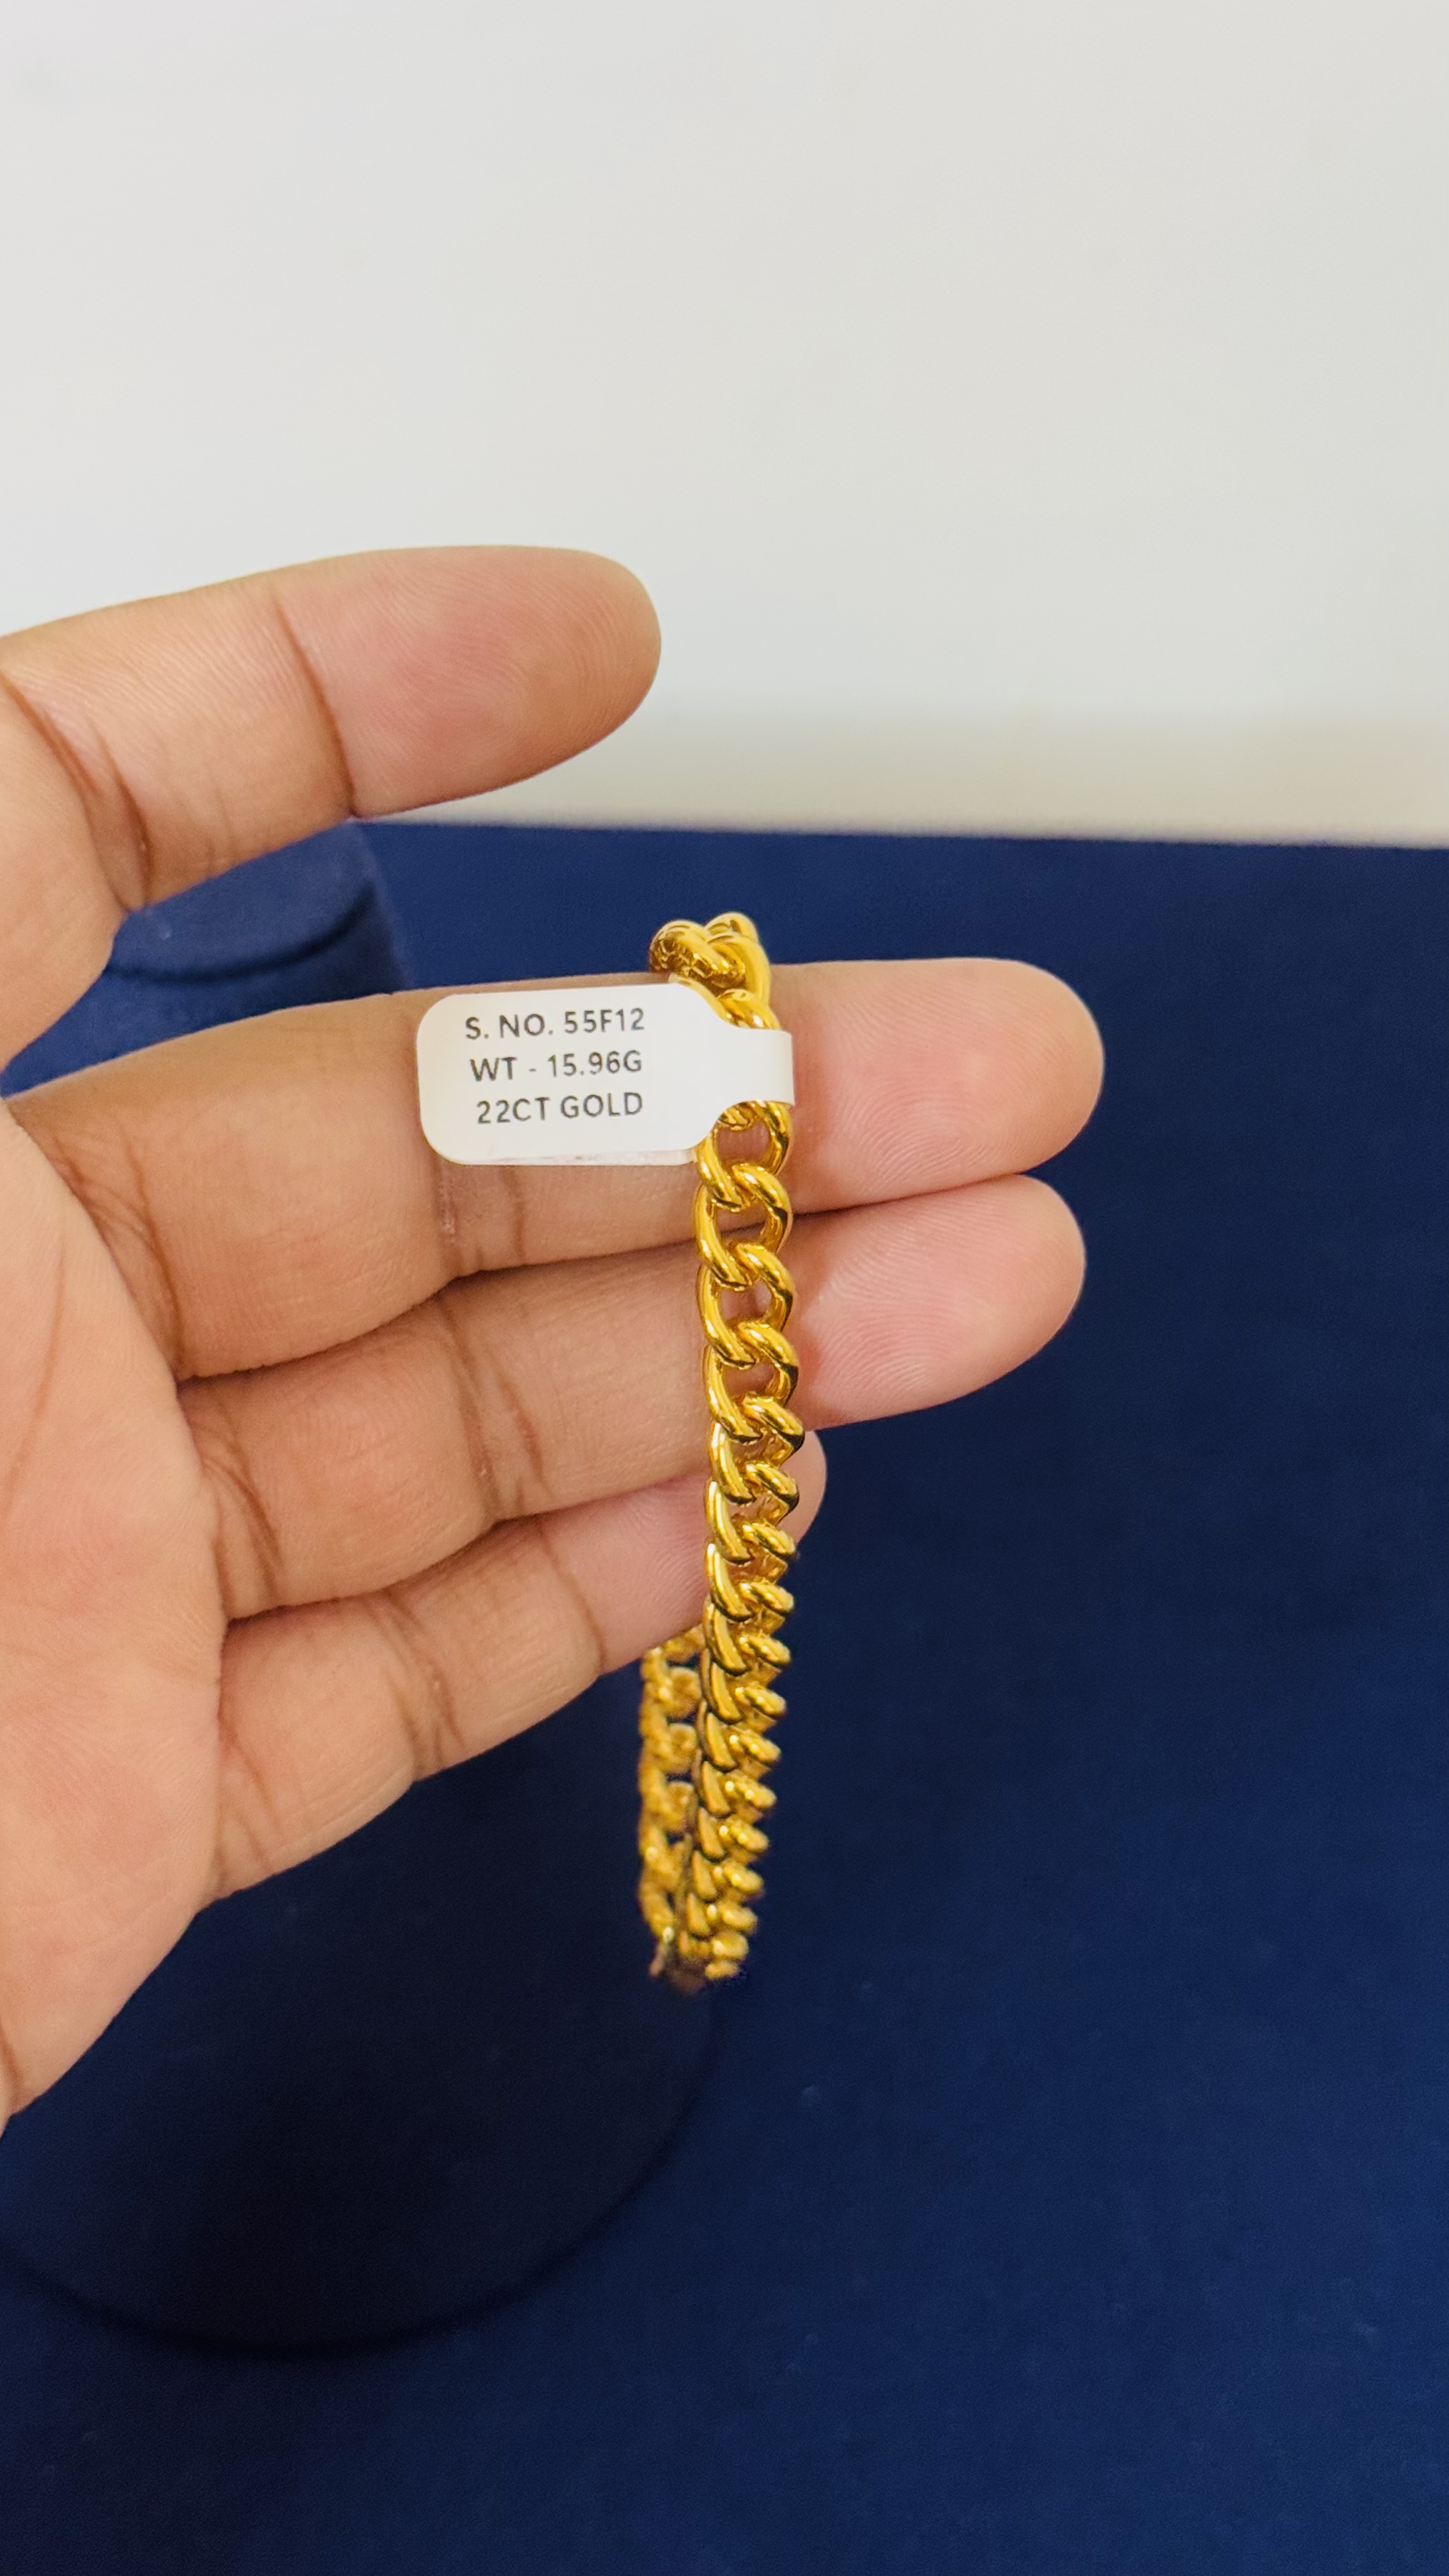 S. NO. 55F12
WT - 15.96G
22CT GOLD